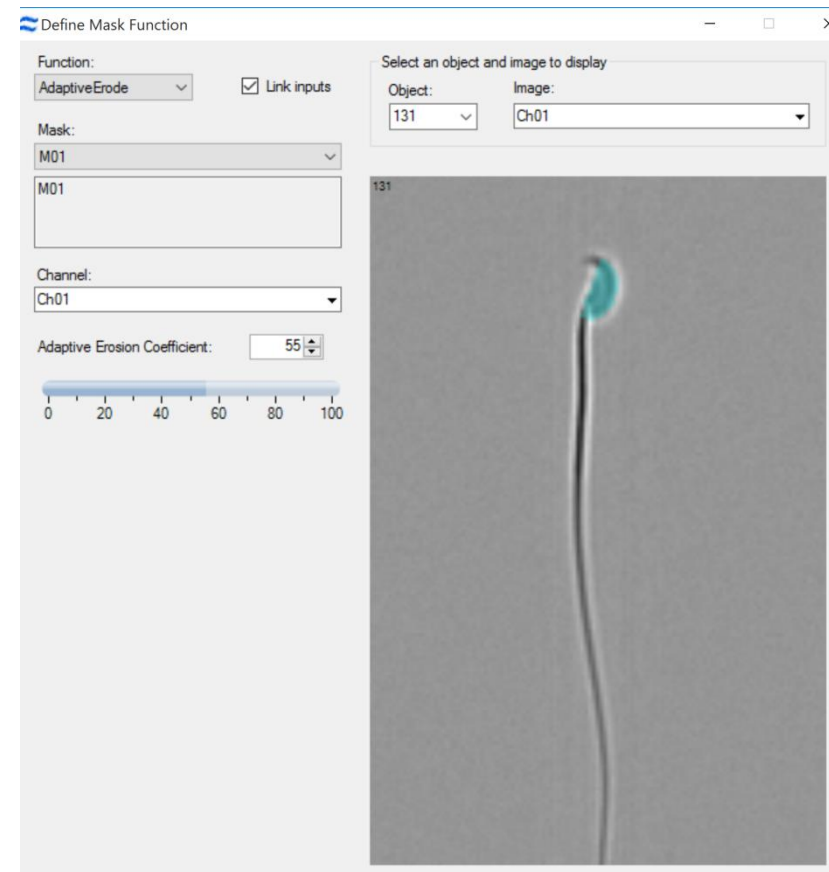 Define Mask Function
Function:
AdaptiveErode
Link inputs
Mask:
M01
M01
Channel:
Ch01
Adaptive Erosion Coefficient: 55
0 20 40 60 80 100
Select an object and image to display
Object: Image:
131 Ch01
131